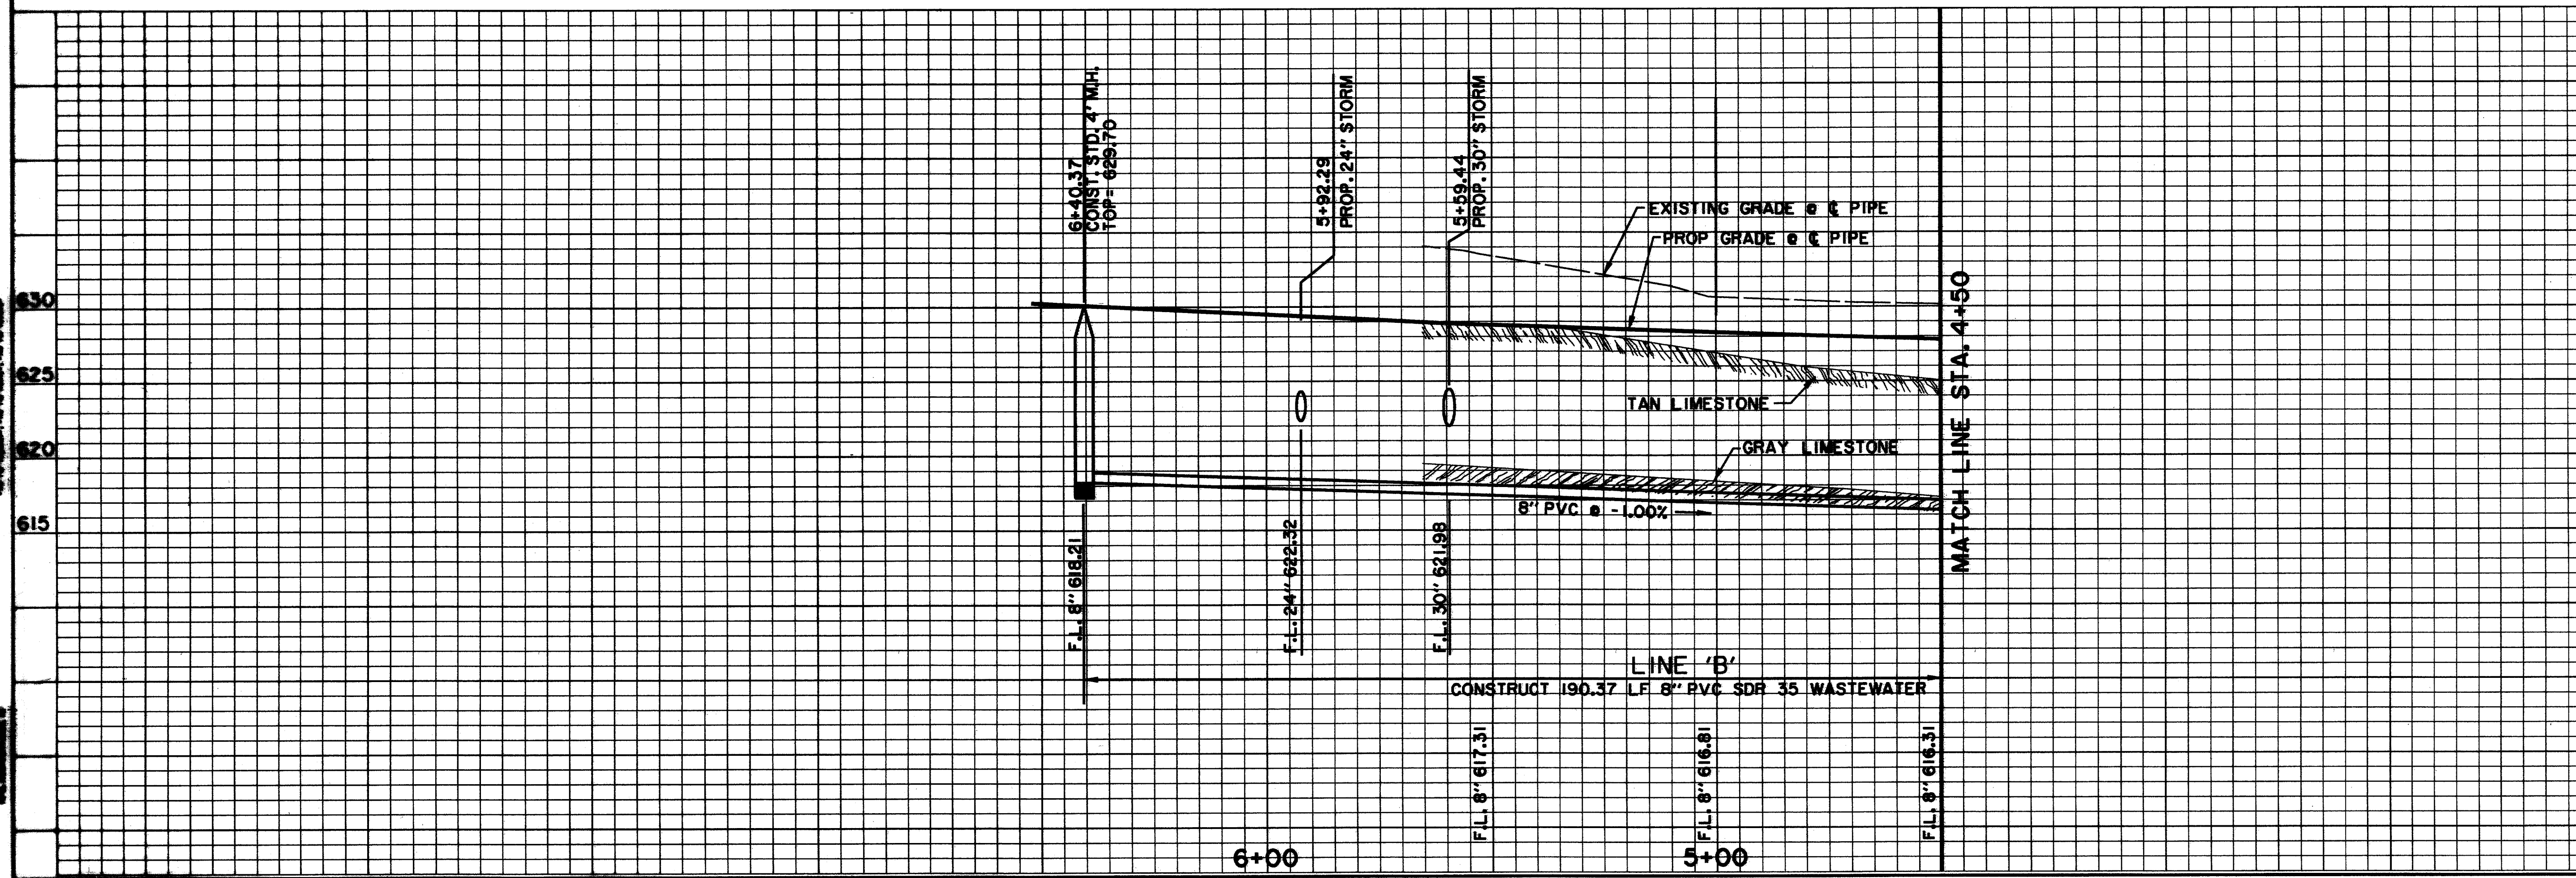 6+40.37
CONST. STD. 4' M.H.
TOP = 629.70
5+92.29
PROP. 24" STORM
5+59.44
PROP. 30" STORM
EXISTING GRADE @ ℄ PIPE
PROP GRADE @ ℄ PIPE
630
625
620
615
TAN LIMESTONE
GRAY LIMESTONE
8" PVC @ -1.00%
MATCH LINE STA. 4+50
F.L. 8" 618.21
F.L. 24" 622.32
F.L. 30" 621.98
LINE 'B'
CONSTRUCT 190.37 LF 8" PVC SDR 35 WASTEWATER
F.L. 8" 617.31
F.L. 8" 616.81
F.L. 8" 616.31
6+00
5+00